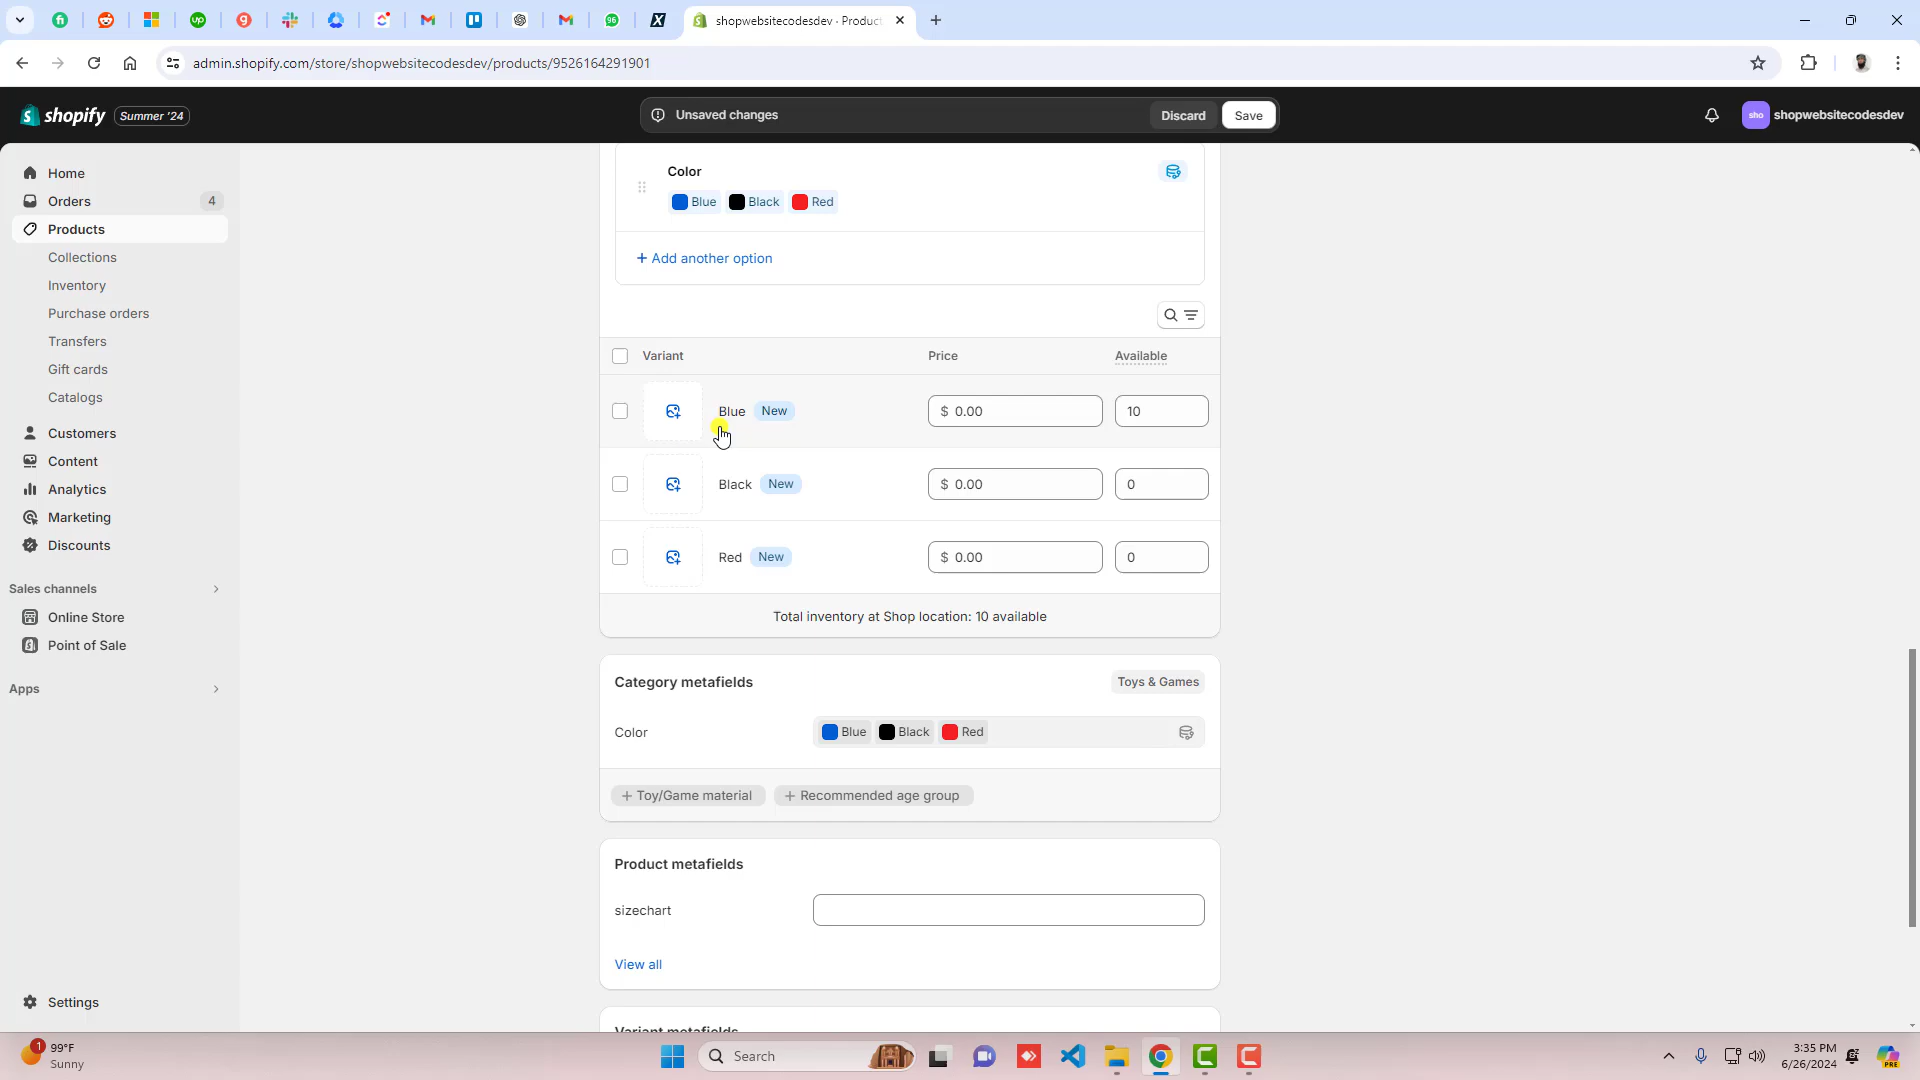 shopwebsitecodesdev · Product
admin.shopify.com/store/shopwebsitecodesdev/products/9526164291901
shopify
Summer '24
Unsaved changes
Discard
Save
sho
shopwebsitecodesdev
Home
Orders
4
Products
Collections
Inventory
Purchase orders
Transfers
Gift cards
Catalogs
Customers
Content
Analytics
Marketing
Discounts
Sales channels
Online Store
Point of Sale
Apps
Settings
Color
Blue
Black
Red
+ Add another option
Variant
Price
Available
Blue
New
$ 0.00
10
Black
New
$ 0.00
0
Red
New
$ 0.00
0
Total inventory at Shop location: 10 available
Category metafields
Toys & Games
Color
Blue
Black
Red
+ Toy/Game material
+ Recommended age group
Product metafields
sizechart
View all
Variant metafields
1
99°F
Sunny
Search
3:35 PM
6/26/2024
PRE